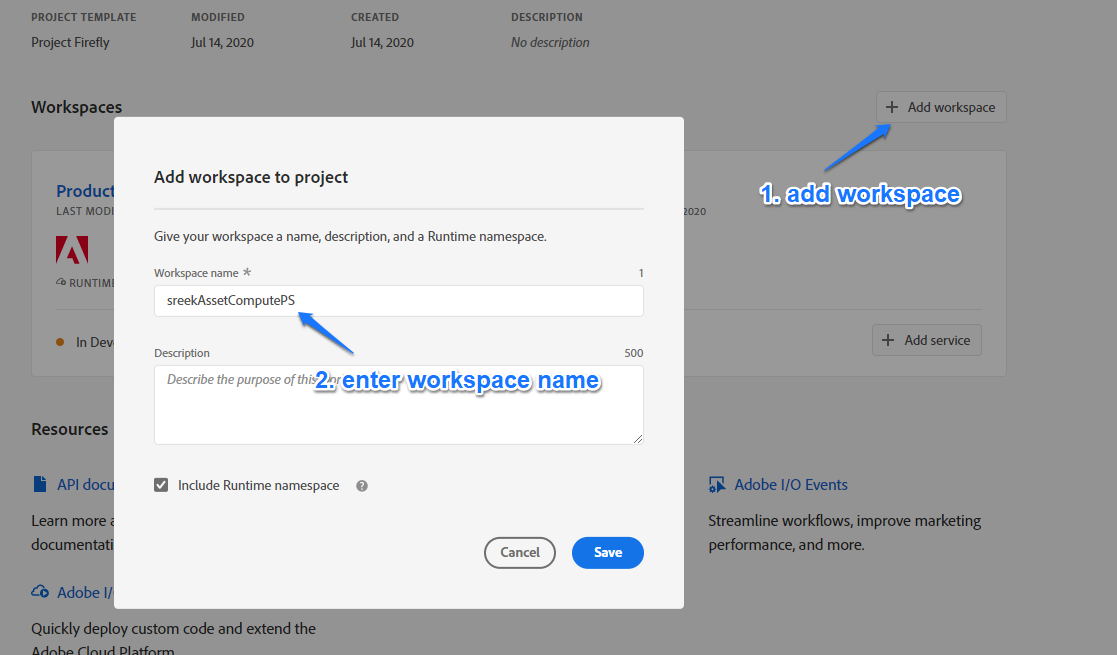 PROJECT TEMPLATE MODIFIED CREATED DESCRIPTION
Project Firefly Jul 14, 2020 Jul 14, 2020 No description
Workspaces
+ Add workspace
1. add workspace
Add workspace to project
Give your workspace a name, description, and a Runtime namespace.
Workspace name * 1
sreekAssetComputePS
2. enter workspace name
Description 500
Describe the purpose of this
Include Runtime namespace ?
Cancel Save
Product
LAST MODI 2020
RUNTIME
In Dev
+ Add service
Resources
API docu
Learn more a
documentati
Adobe I/
Quickly deploy custom code and extend the
Adobe Cloud Platform
Adobe I/O Events
Streamline workflows, improve marketing
performance, and more.